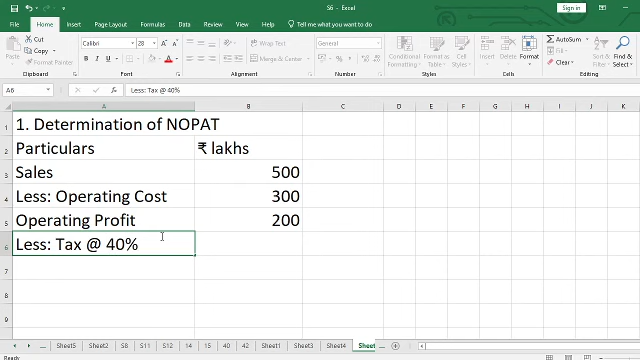 S6 - Excel
Sign in
File Home Insert Page Layout Formulas Data Review View Help Tell me what you want to do
Cut
Copy
Format Painter
Clipboard
Calibri 28
B I U
Font
Wrap Text
Merge & Center
Alignment
General
Number
Conditional Formatting
Format as Table
Cell Styles
Styles
Insert Delete Format
Cells
AutoSum
Fill
Clear
Sort & Filter
Find & Select
Editing
A6 fx Less: Tax @ 40%
A B C D E F G H I J K
1 1. Determination of NOPAT
2 Particulars ₹ lakhs
3 Sales 500
4 Less: Operating Cost 300
5 Operating Profit 200
6 Less: Tax @ 40%
7
8
9
Sheet5 S6 2B S S11 S12 14 15 40 42 Sheet1 Sheet3 Sheet4 Sheet
Ready